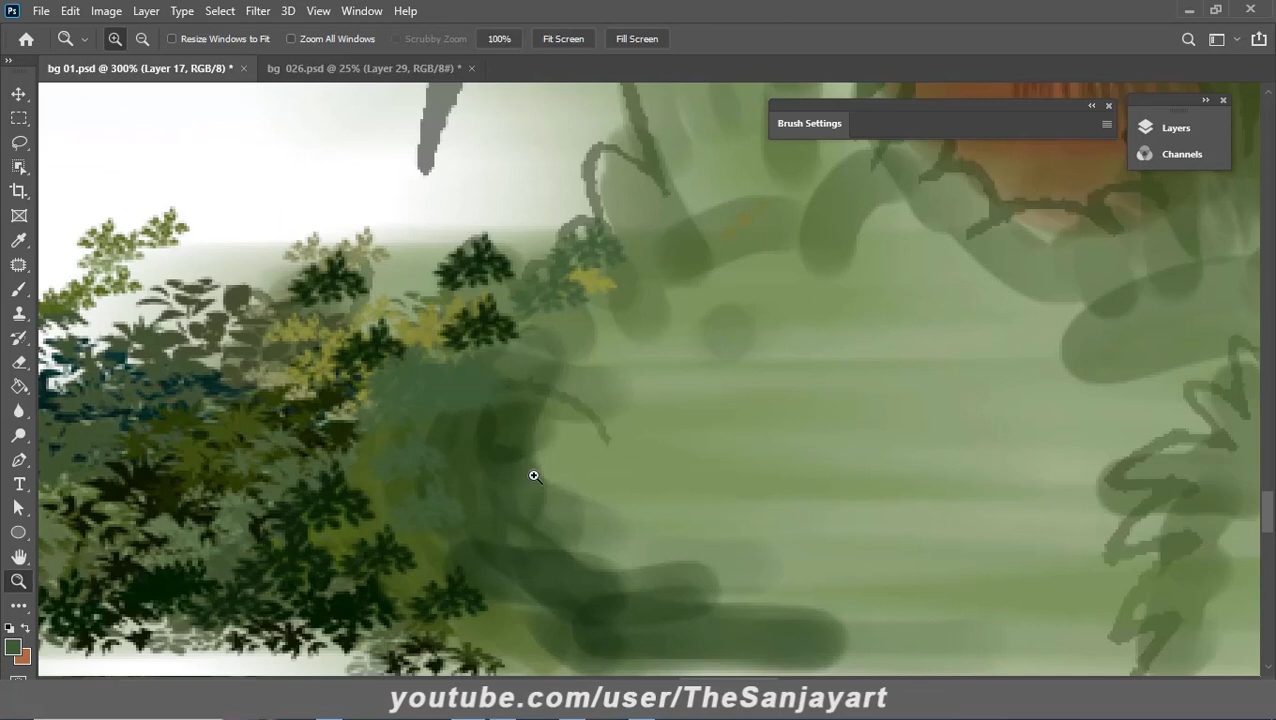 Ps File Edit Image Layer Type Select Filter 3D View Window Help
Resize Windows to Fit Zoom All Windows Scrubby Zoom 100% Fit Screen Fill Screen
bg 01.psd @ 300% (Layer 17, RGB/8) * × bg 026.psd @ 25% (Layer 29, RGB/8#) * ×
Brush Settings
Layers
Channels
T
youtube.com/user/TheSanjayart